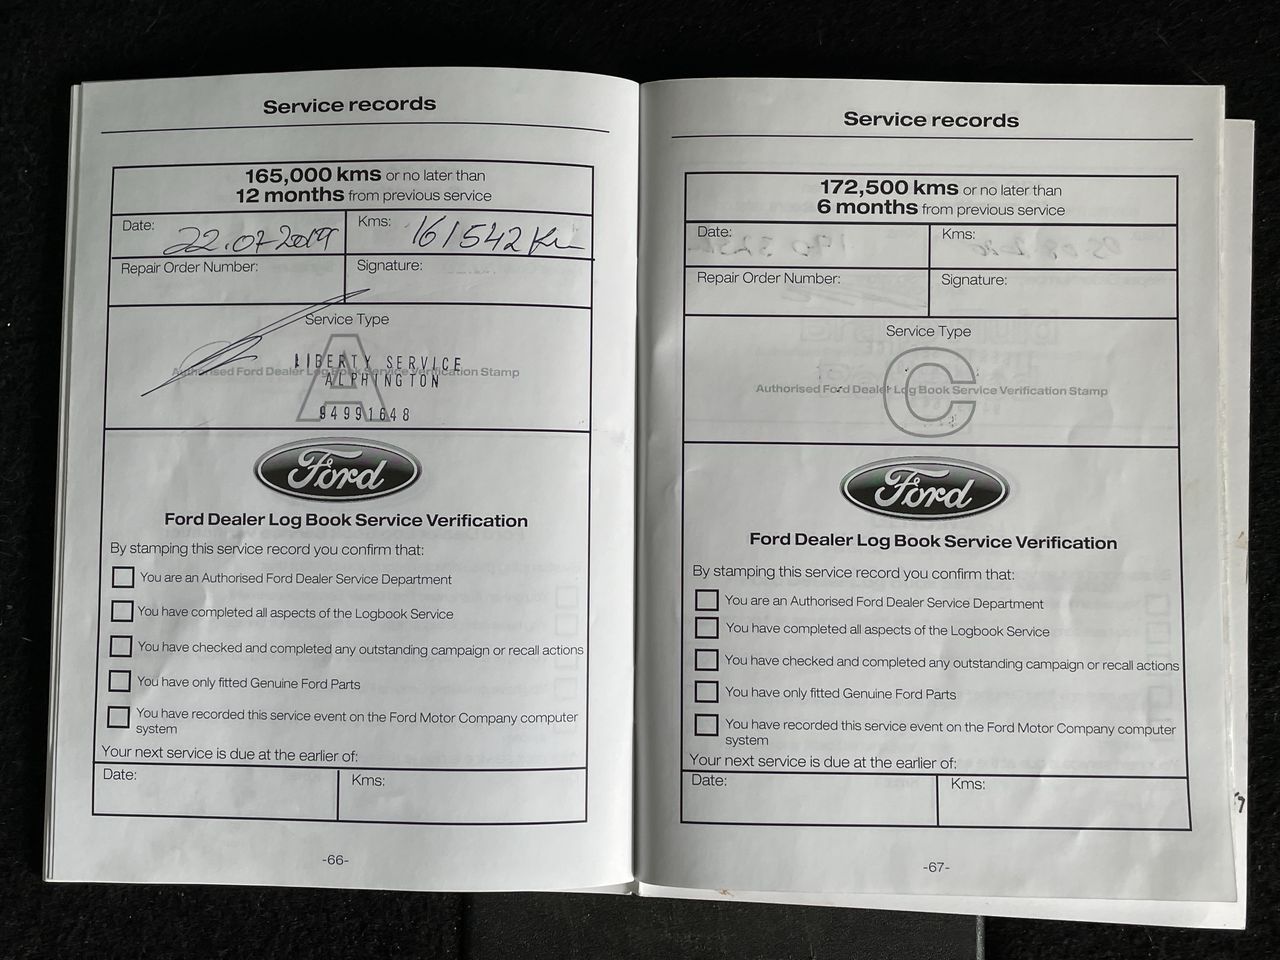 Service records
165,000 kms or no later than
12 months from previous service
Date: 22.07.2019
Kms: 161542 Km
Repair Order Number:
Signature:
Service Type
A
Authorised Ford Dealer Log Book Service Verification Stamp
LIBERTY SERVICE
ALPHINGTON
94991648
Ford
Ford Dealer Log Book Service Verification
By stamping this service record you confirm that:
You are an Authorised Ford Dealer Service Department
You have completed all aspects of the Logbook Service
You have checked and completed any outstanding campaign or recall actions
You have only fitted Genuine Ford Parts
You have recorded this service event on the Ford Motor Company computer
system
Your next service is due at the earlier of:
Date:
Kms:
-66-
Service records
172,500 kms or no later than
6 months from previous service
Date:
Kms:
Repair Order Number:
Signature:
Service Type
C
Authorised Ford Dealer Log Book Service Verification Stamp
Ford
Ford Dealer Log Book Service Verification
By stamping this service record you confirm that:
You are an Authorised Ford Dealer Service Department
You have completed all aspects of the Logbook Service
You have checked and completed any outstanding campaign or recall actions
You have only fitted Genuine Ford Parts
You have recorded this service event on the Ford Motor Company computer
system
Your next service is due at the earlier of:
Date:
Kms:
-67-